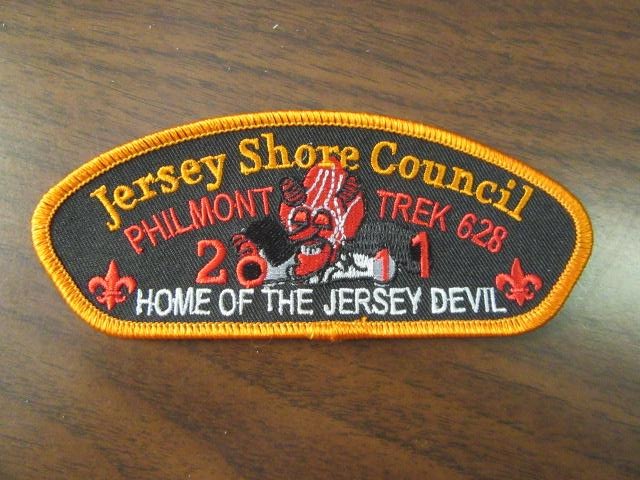 Jersey Shore Council
PHILMONT TREK 628
2011
HOME OF THE JERSEY DEVIL